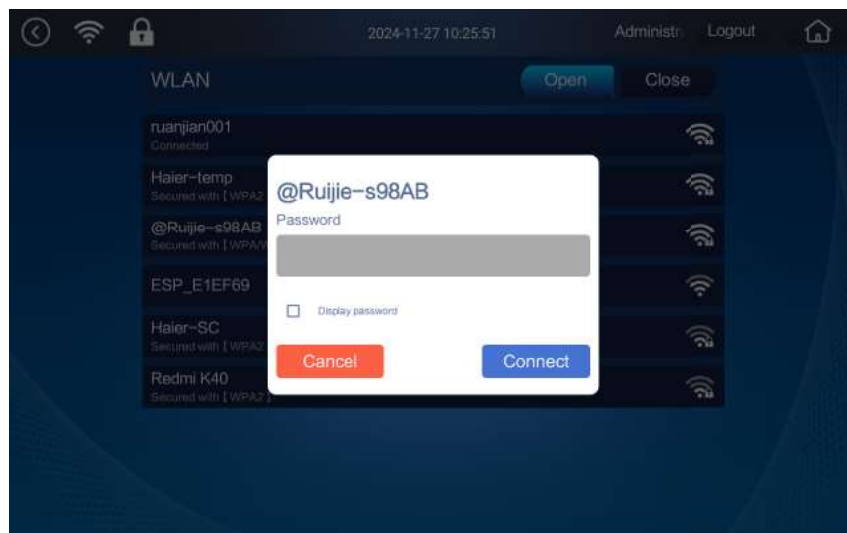 2024-11-27 10:25:51
Administr
Logout
WLAN
Open
Close
ruanjian001
Connected
Haier-temp
Secured with [ WPA2
@Ruijie-s98AB
Secured with [ WPA/W
ESP_E1EF69
Haier-SC
Secured with [ WPA2
Redmi K40
Secured with [ WPA2 ]
@Ruijie-s98AB
Password
Display password
Cancel
Connect